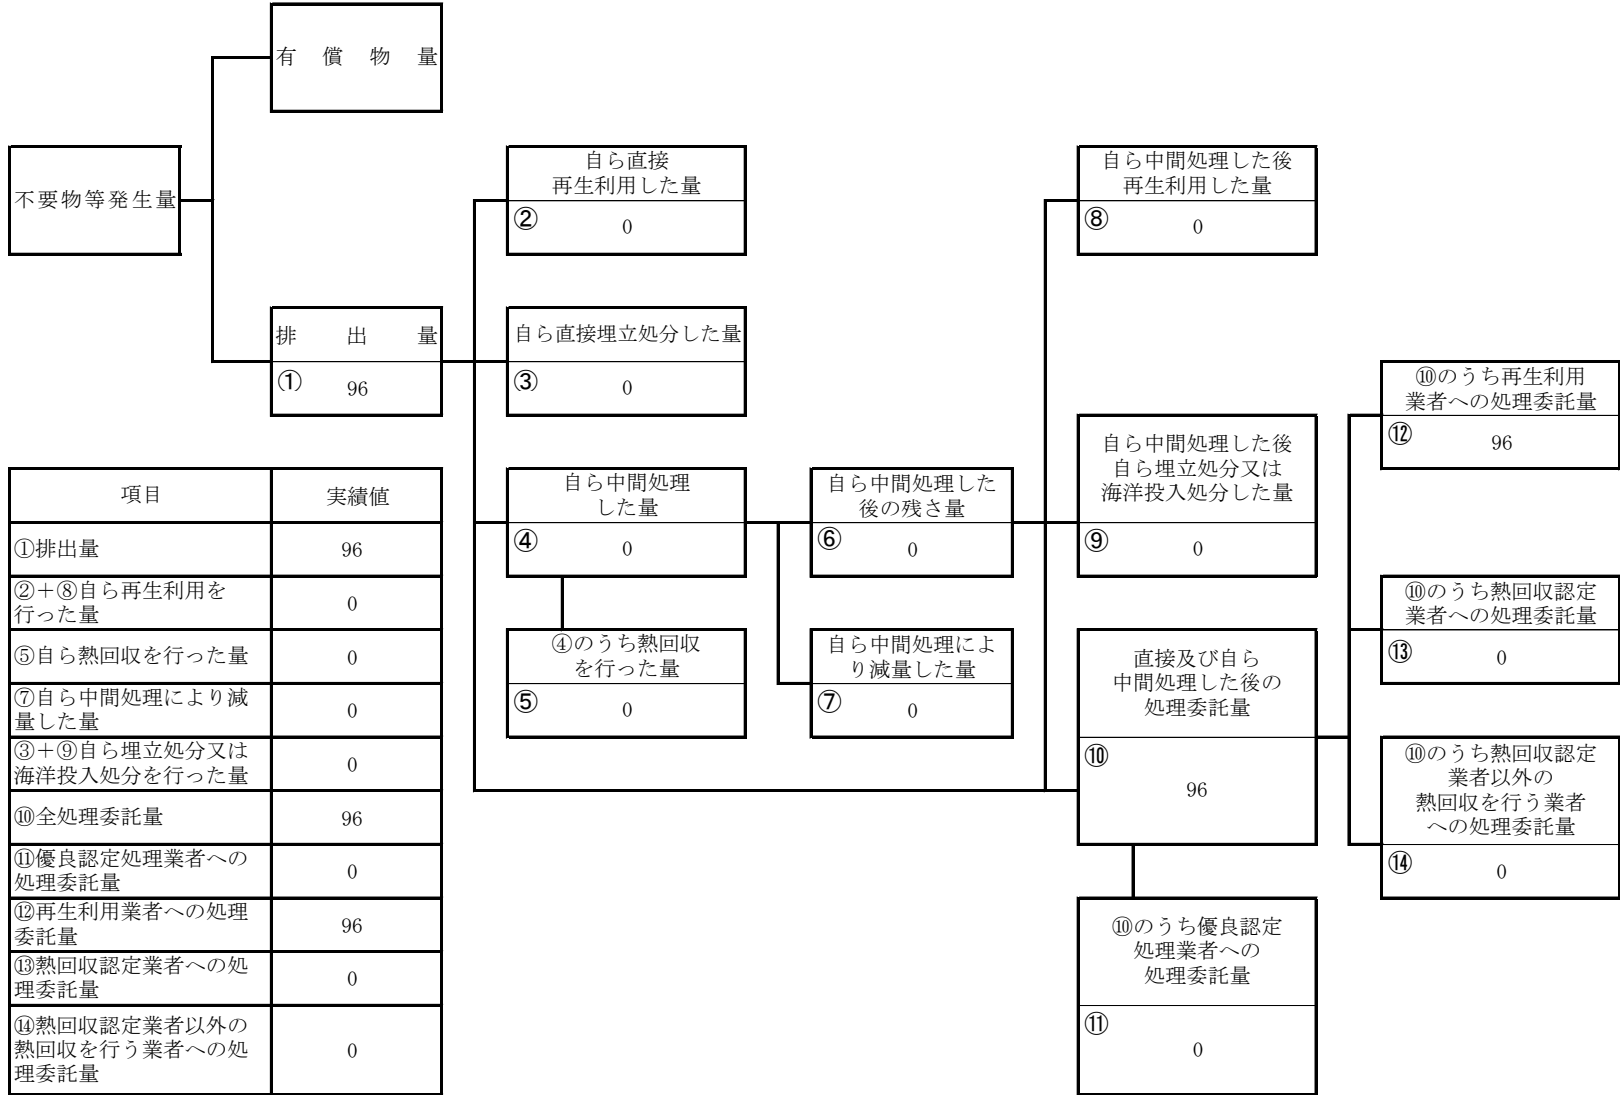 有償物量
不要物等発生量
排出量
① 96
自ら直接
再生利用した量
② 0
自ら直接埋立処分した量
③ 0
自ら中間処理
した量
④ 0
④のうち熱回収
を行った量
⑤ 0
自ら中間処理した
後の残さ量
⑥ 0
自ら中間処理によ
り減量した量
⑦ 0
自ら中間処理した後
再生利用した量
⑧ 0
自ら中間処理した後
自ら埋立処分又は
海洋投入処分した量
⑨ 0
直接及び自ら
中間処理した後の
処理委託量
⑩
96
⑩のうち優良認定
処理業者への
処理委託量
⑪
0
⑩のうち再生利用
業者への処理委託量
⑫ 96
⑩のうち熱回収認定
業者への処理委託量
⑬ 0
⑩のうち熱回収認定
業者以外の
熱回収を行う業者
への処理委託量
⑭ 0
項目 実績値
①排出量 96
②＋⑧自ら再生利用を
行った量 0
⑤自ら熱回収を行った量 0
⑦自ら中間処理により減
量した量 0
③＋⑨自ら埋立処分又は
海洋投入処分を行った量 0
⑩全処理委託量 96
⑪優良認定処理業者への
処理委託量 0
⑫再生利用業者への処理
委託量 96
⑬熱回収認定業者への処
理委託量 0
⑭熱回収認定業者以外の
熱回収を行う業者への処 0
理委託量